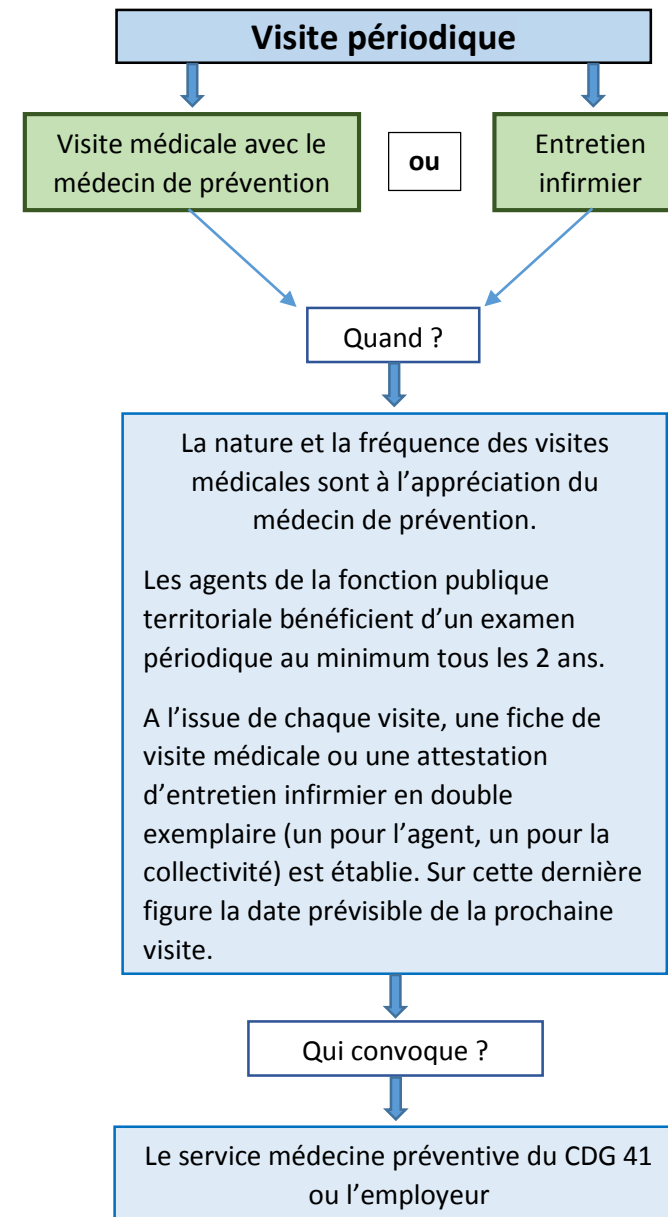 Visite périodique
Visite médicale avec le
médecin de prévention
ou
Entretien
infirmier
Quand ?
La nature et la fréquence des visites
médicales sont à l’appréciation du
médecin de prévention.
Les agents de la fonction publique
territoriale bénéficient d’un examen
périodique au minimum tous les 2 ans.
A l’issue de chaque visite, une fiche de
visite médicale ou une attestation
d’entretien infirmier en double
exemplaire (un pour l’agent, un pour la
collectivité) est établie. Sur cette dernière
figure la date prévisible de la prochaine
visite.
Qui convoque ?
Le service médecine préventive du CDG 41
ou l’employeur